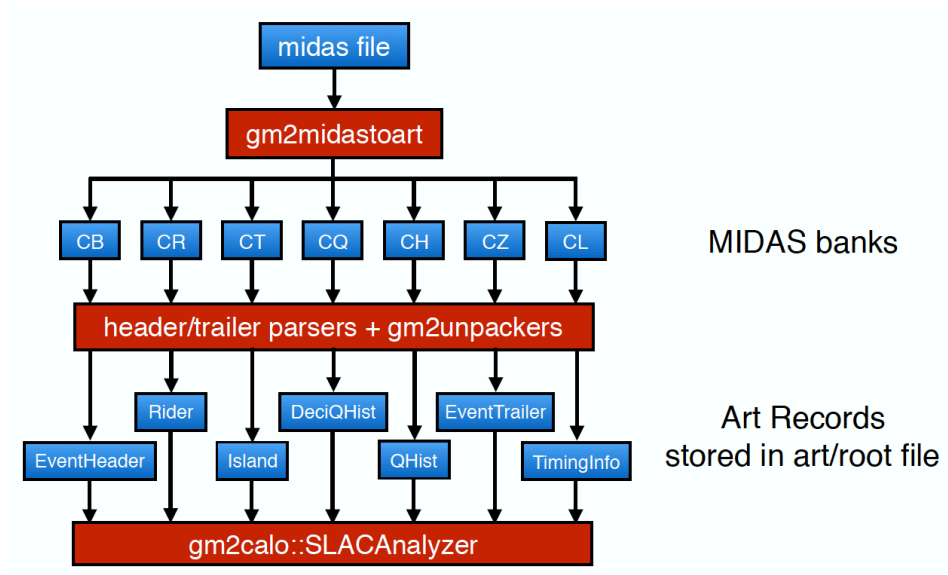 midas file
gm2midastoart
CB CR CT CQ CH CZ CL
MIDAS banks
header/trailer parsers + gm2unpackers
Rider DeciQHist EventTrailer
EventHeader Island QHist TimingInfo
Art Records
stored in art/root file
gm2calo::SLACAnalyzer